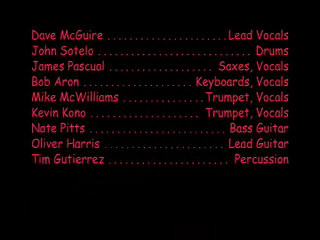 Dave McGuire . . . . . . . . . . . . . . . . . . . . . . Lead Vocals
John Sotelo . . . . . . . . . . . . . . . . . . . . . . . . . . . . Drums
James Pascual . . . . . . . . . . . . . . . . . . . Saxes, Vocals
Bob Aron . . . . . . . . . . . . . . . . . . . . Keyboards, Vocals
Mike McWilliams . . . . . . . . . . . . . . . Trumpet, Vocals
Kevin Kono . . . . . . . . . . . . . . . . . . . . Trumpet, Vocals
Nate Pitts . . . . . . . . . . . . . . . . . . . . . . . . . Bass Guitar
Oliver Harris . . . . . . . . . . . . . . . . . . . . . . Lead Guitar
Tim Gutierrez . . . . . . . . . . . . . . . . . . . . . . Percussion